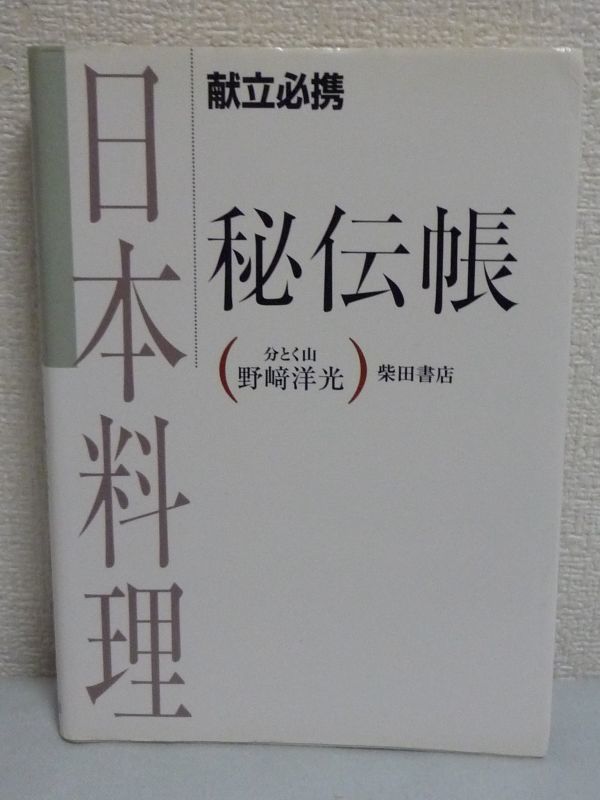 日本料理
献立必携
秘伝帳
分とく山
野﨑洋光
柴田書店